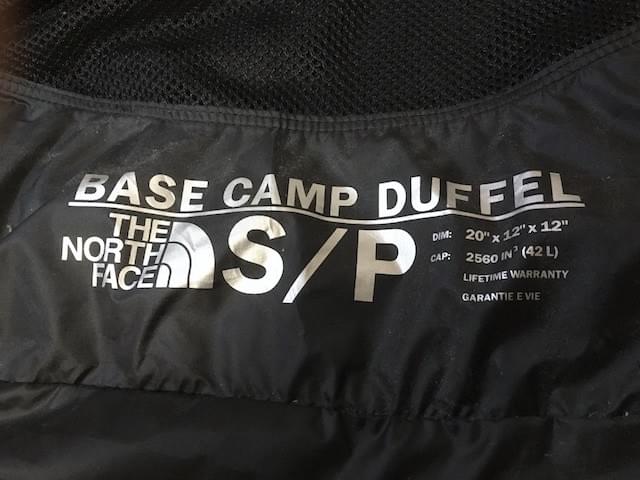 BASE CAMP DUFFEL
THE
NORTH
FACE
S/P
DIM: 20" x 12" x 12"
CAP: 2560 IN³ (42 L)
LIFETIME WARRANTY
GARANTIE E VIE